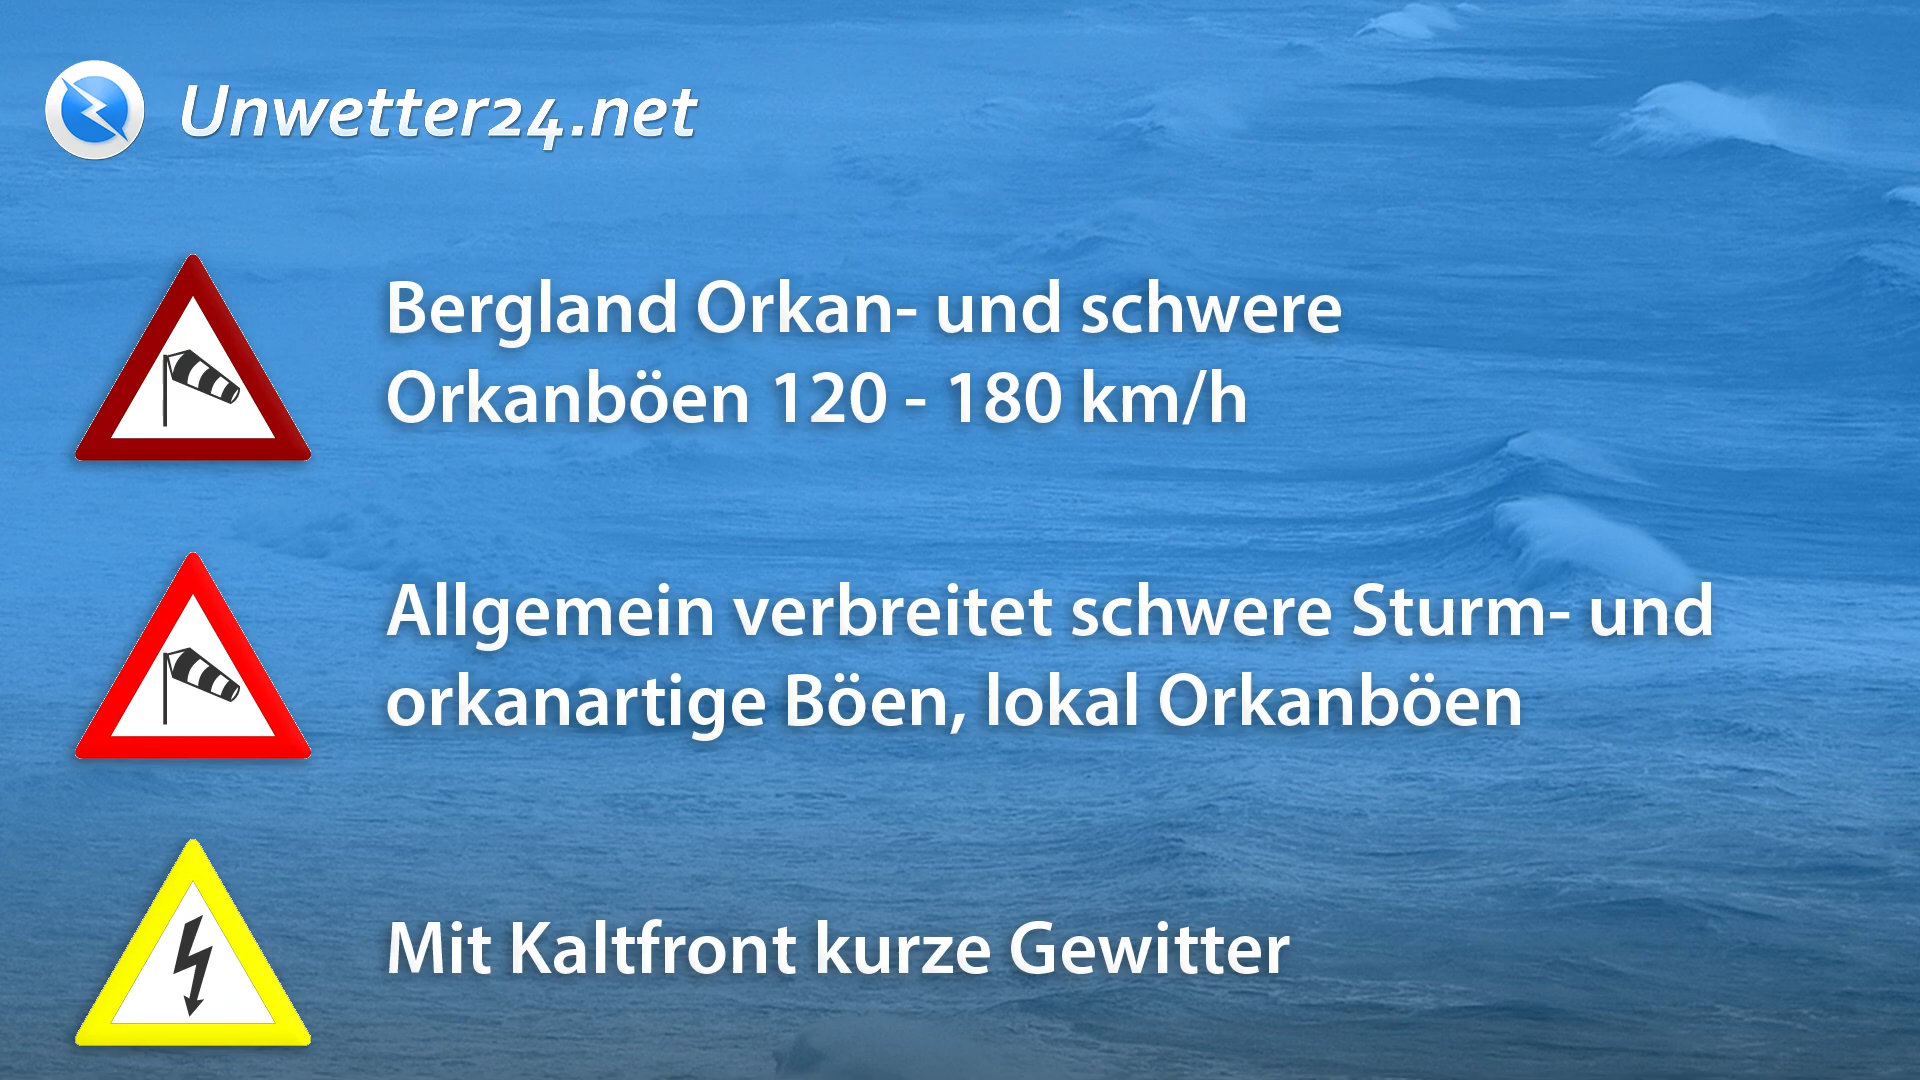 Unwetter24.net
Bergland Orkan- und schwere
Orkanböen 120 - 180 km/h
Allgemein verbreitet schwere Sturm- und
orkanartige Böen, lokal Orkanböen
Mit Kaltfront kurze Gewitter